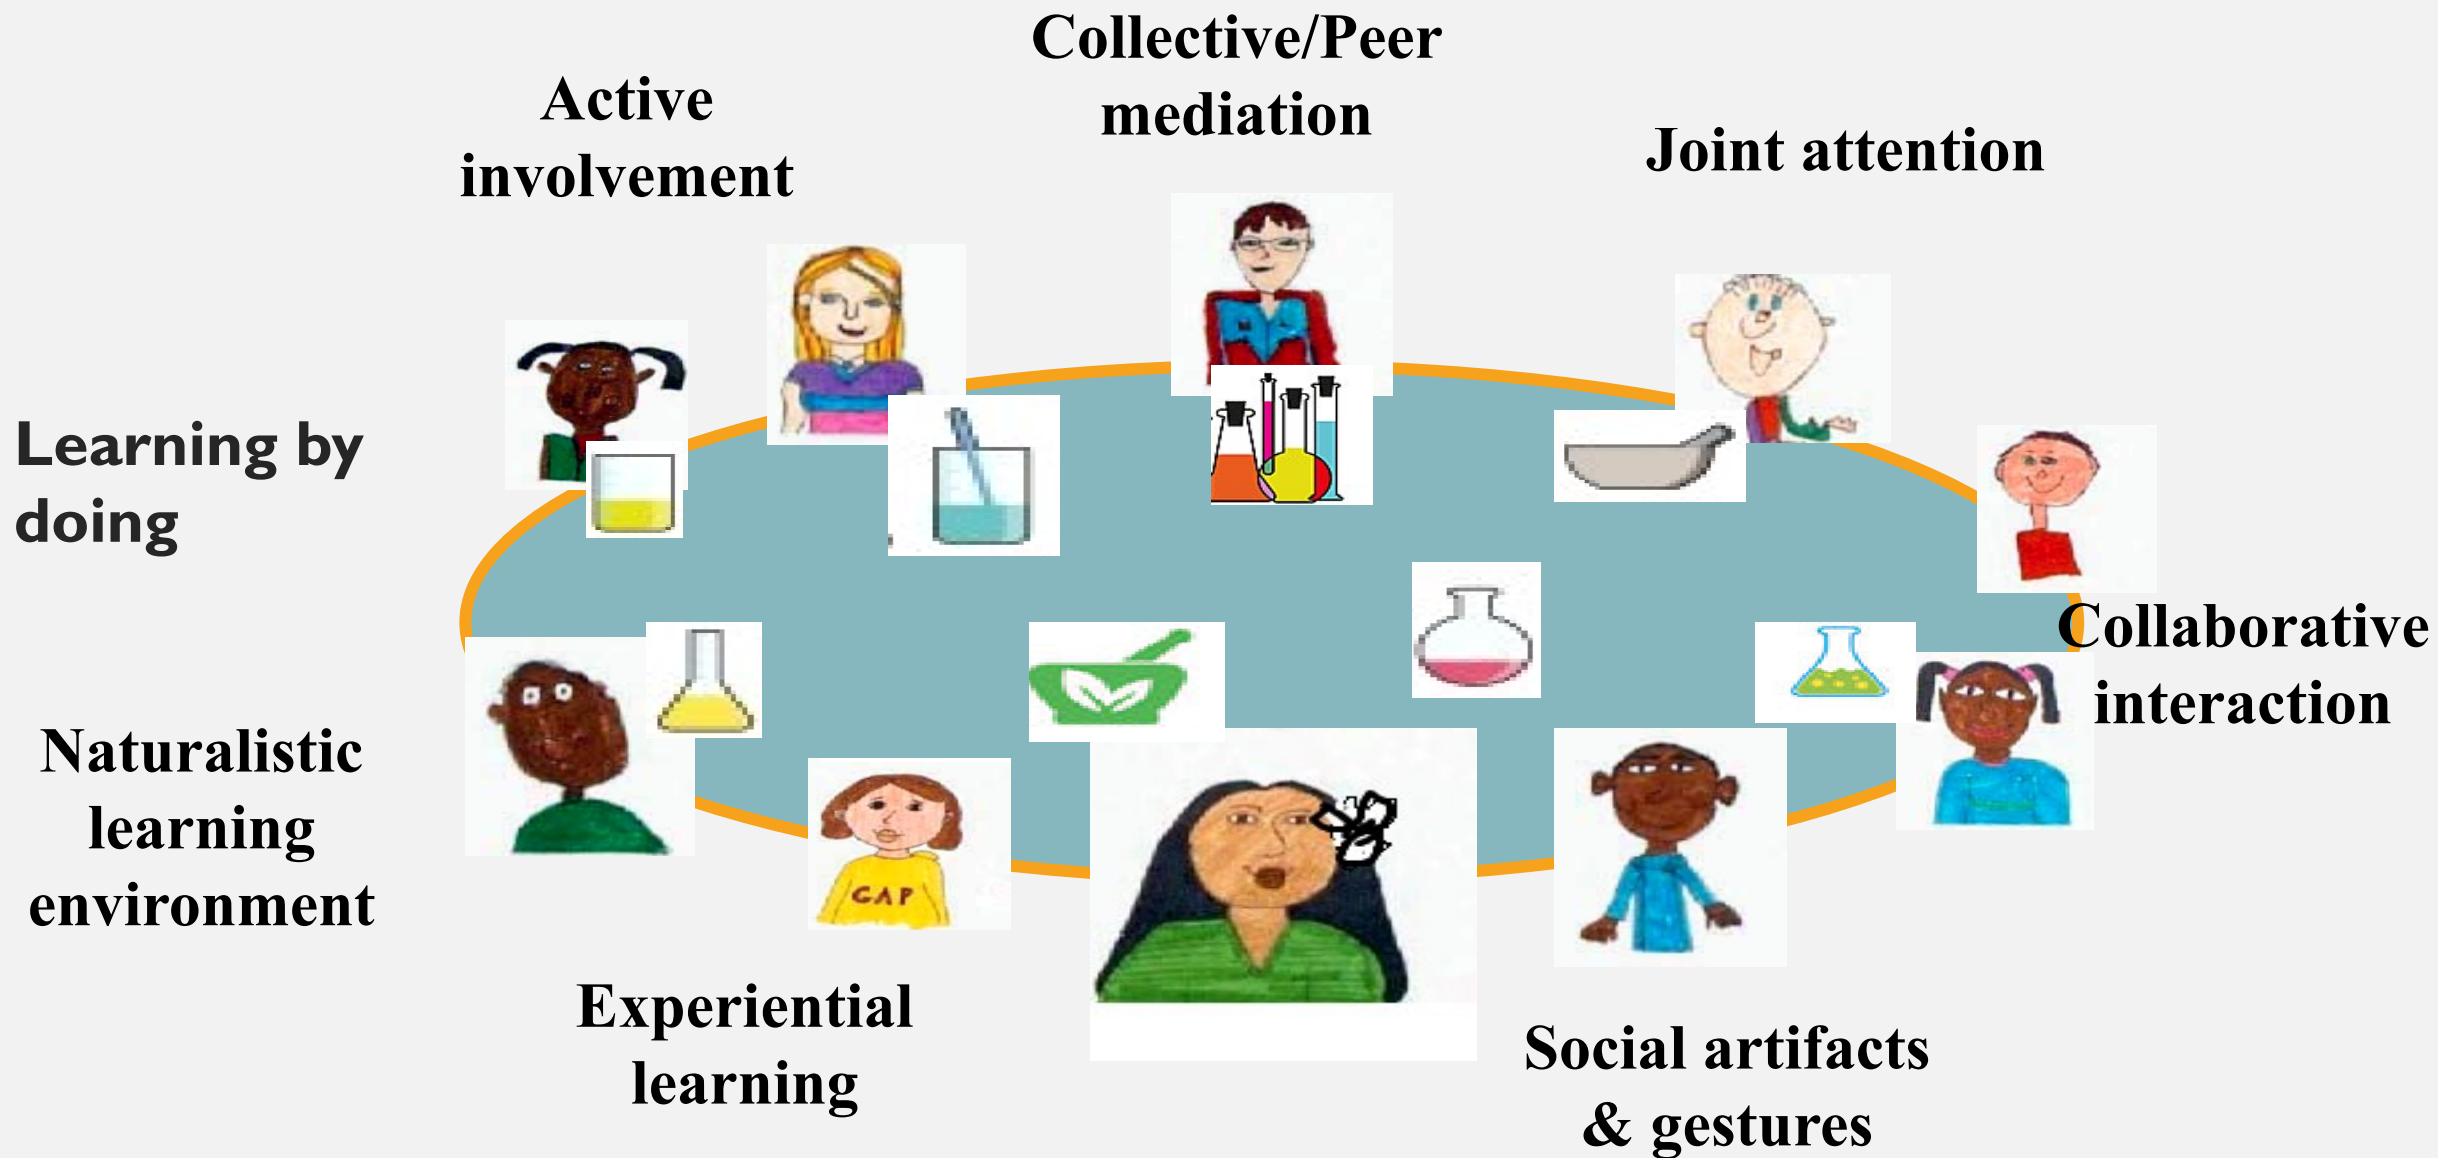 Collective/Peer
mediation
Active
involvement
Joint attention
Learning by
doing
Collaborative
interaction
Naturalistic
learning
environment
GAP
Experiential
learning
Social artifacts
& gestures